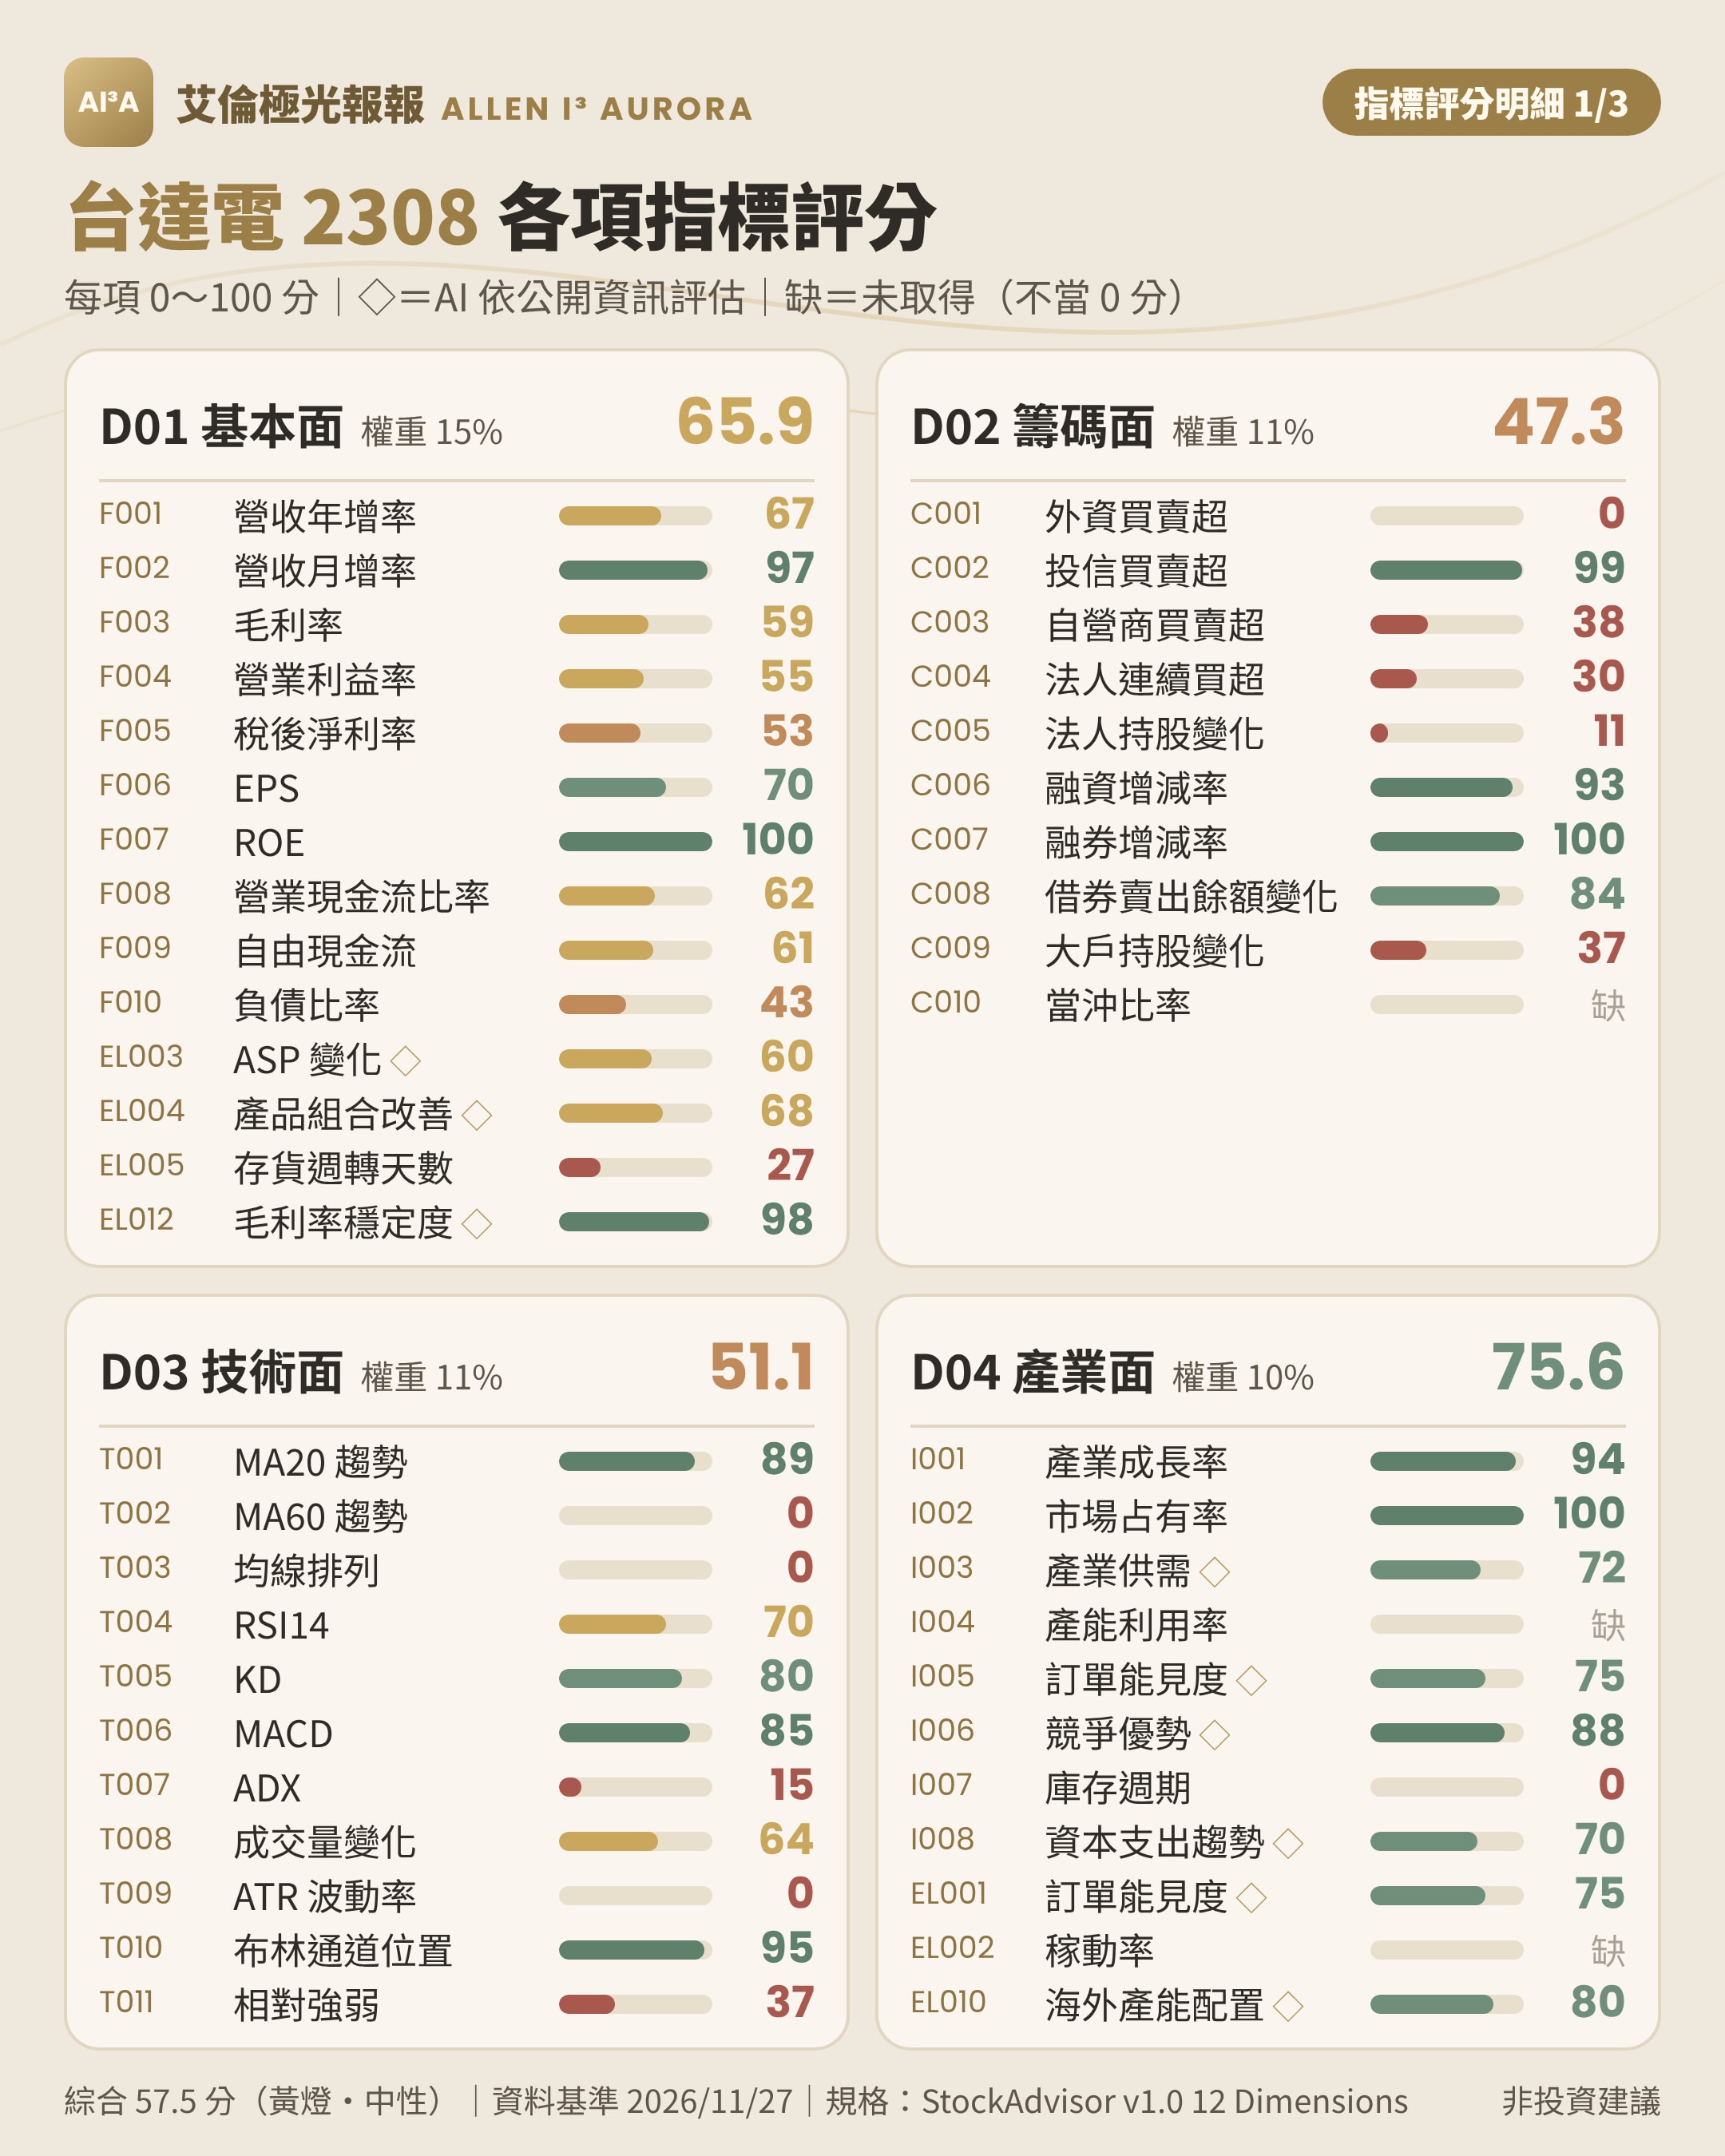 AI³A 艾倫極光報報 ALLEN I³ AURORA
指標評分明細 1/3
台達電 2308 各項指標評分
每項 0～100 分｜◇＝AI 依公開資訊評估｜缺＝未取得（不當 0 分）
D01 基本面 權重 15% 65.9
F001 營收年增率 67
F002 營收月增率 97
F003 毛利率 59
F004 營業利益率 55
F005 稅後淨利率 53
F006 EPS 70
F007 ROE 100
F008 營業現金流比率 62
F009 自由現金流 61
F010 負債比率 43
EL003 ASP 變化 ◇ 60
EL004 產品組合改善 ◇ 68
EL005 存貨週轉天數 27
EL012 毛利率穩定度 ◇ 98
D02 籌碼面 權重 11% 47.3
C001 外資買賣超 0
C002 投信買賣超 99
C003 自營商買賣超 38
C004 法人連續買超 30
C005 法人持股變化 11
C006 融資增減率 93
C007 融券增減率 100
C008 借券賣出餘額變化 84
C009 大戶持股變化 37
C010 當沖比率 缺
D03 技術面 權重 11% 51.1
T001 MA20 趨勢 89
T002 MA60 趨勢 0
T003 均線排列 0
T004 RSI14 70
T005 KD 80
T006 MACD 85
T007 ADX 15
T008 成交量變化 64
T009 ATR 波動率 0
T010 布林通道位置 95
T011 相對強弱 37
D04 產業面 權重 10% 75.6
I001 產業成長率 94
I002 市場占有率 100
I003 產業供需 ◇ 72
I004 產能利用率 缺
I005 訂單能見度 ◇ 75
I006 競爭優勢 ◇ 88
I007 庫存週期 0
I008 資本支出趨勢 ◇ 70
EL001 訂單能見度 ◇ 75
EL002 稼動率 缺
EL010 海外產能配置 ◇ 80
綜合 57.5 分（黃燈・中性）｜資料基準 2026/11/27｜規格：StockAdvisor v1.0 12 Dimensions
非投資建議